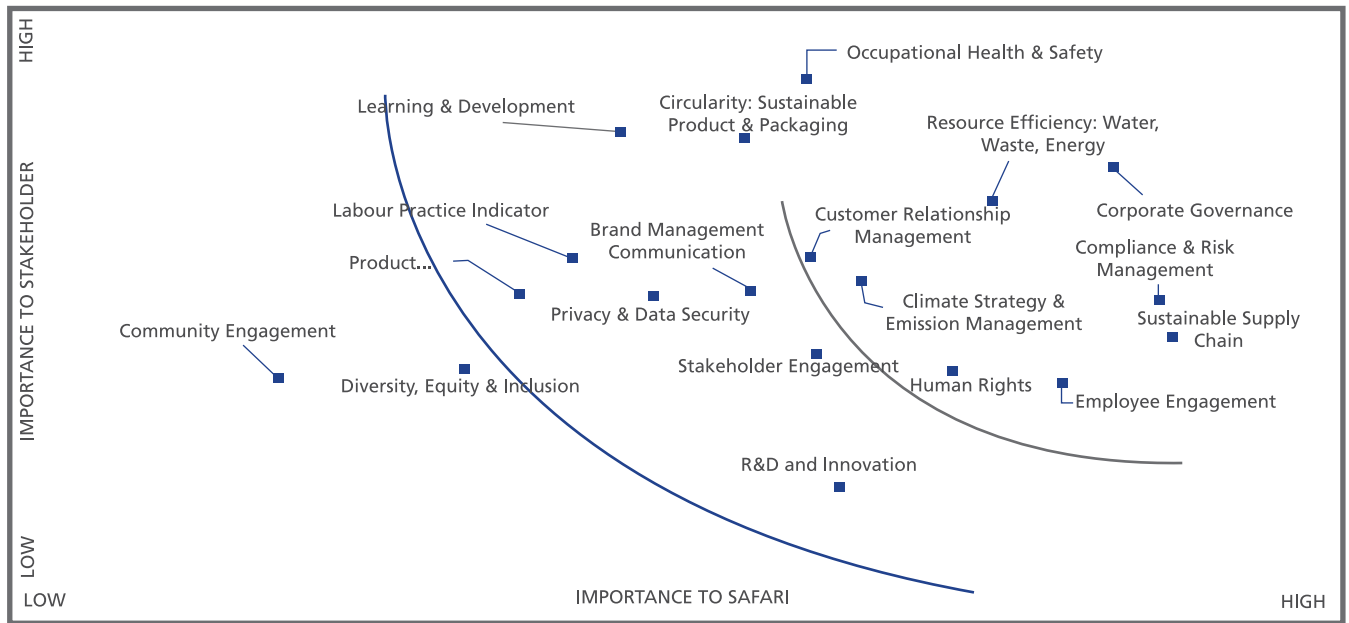 HIGH
Occupational Health & Safety
Learning & Development
Circularity: Sustainable
Product & Packaging
Resource Efficiency: Water,
Waste, Energy
Corporate Governance
Labour Practice Indicator
Customer Relationship
Management
Brand Management
Communication
Compliance & Risk
Management
Product...
Climate Strategy &
Emission Management
Privacy & Data Security
Sustainable Supply
Chain
Community Engagement
Stakeholder Engagement
Diversity, Equity & Inclusion
Human Rights
Employee Engagement
R&D and Innovation
IMPORTANCE TO STAKEHOLDER
LOW
LOW
IMPORTANCE TO SAFARI
HIGH